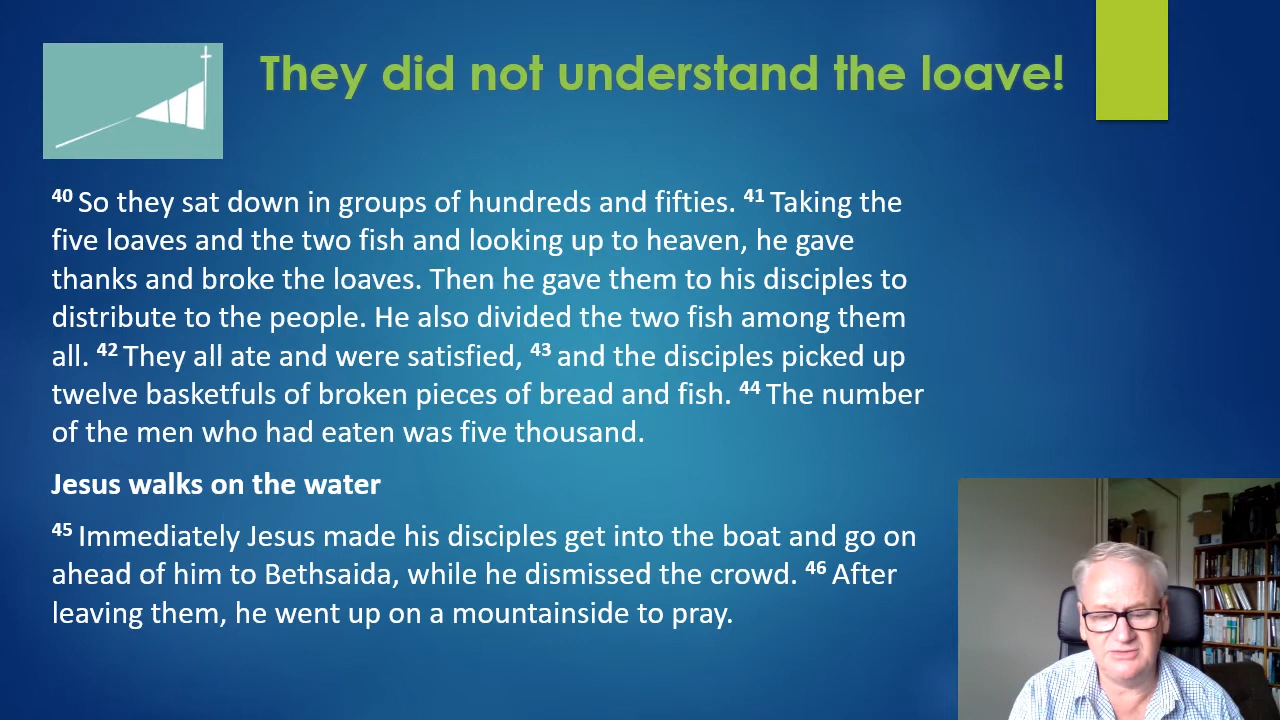 They did not understand the loave!
40 So they sat down in groups of hundreds and fifties. 41 Taking the
five loaves and the two fish and looking up to heaven, he gave
thanks and broke the loaves. Then he gave them to his disciples to
distribute to the people. He also divided the two fish among them
all. 42 They all ate and were satisfied, 43 and the disciples picked up
twelve basketfuls of broken pieces of bread and fish. 44 The number
of the men who had eaten was five thousand.
Jesus walks on the water
45 Immediately Jesus made his disciples get into the boat and go on
ahead of him to Bethsaida, while he dismissed the crowd. 46 After
leaving them, he went up on a mountainside to pray.